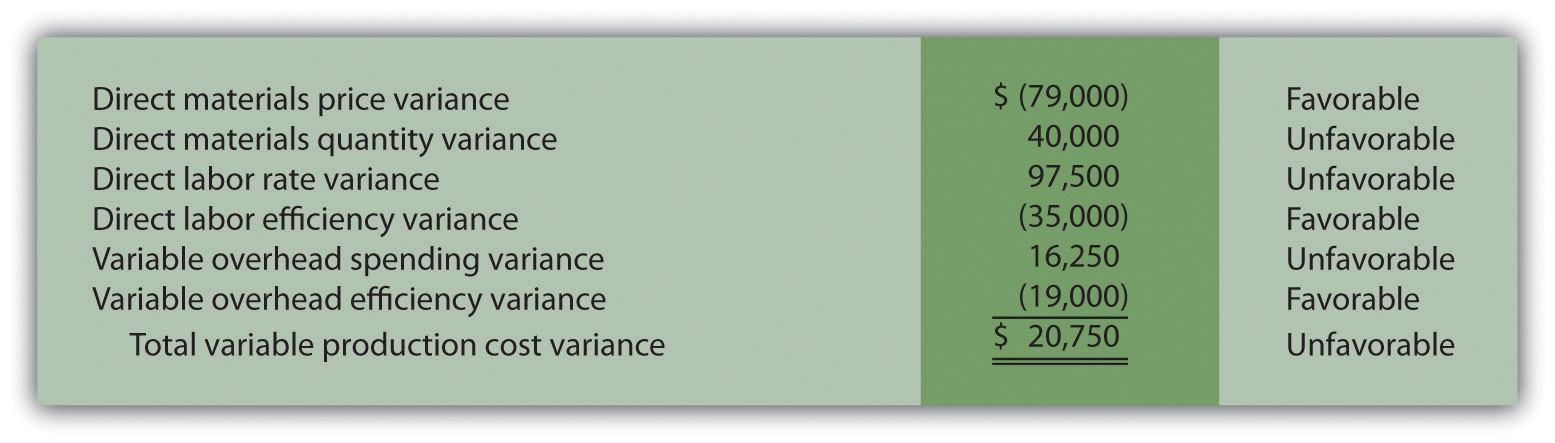 Direct materials price variance $ (79,000) Favorable
Direct materials quantity variance 40,000 Unfavorable
Direct labor rate variance 97,500 Unfavorable
Direct labor efficiency variance (35,000) Favorable
Variable overhead spending variance 16,250 Unfavorable
Variable overhead efficiency variance (19,000) Favorable
Total variable production cost variance $ 20,750 Unfavorable